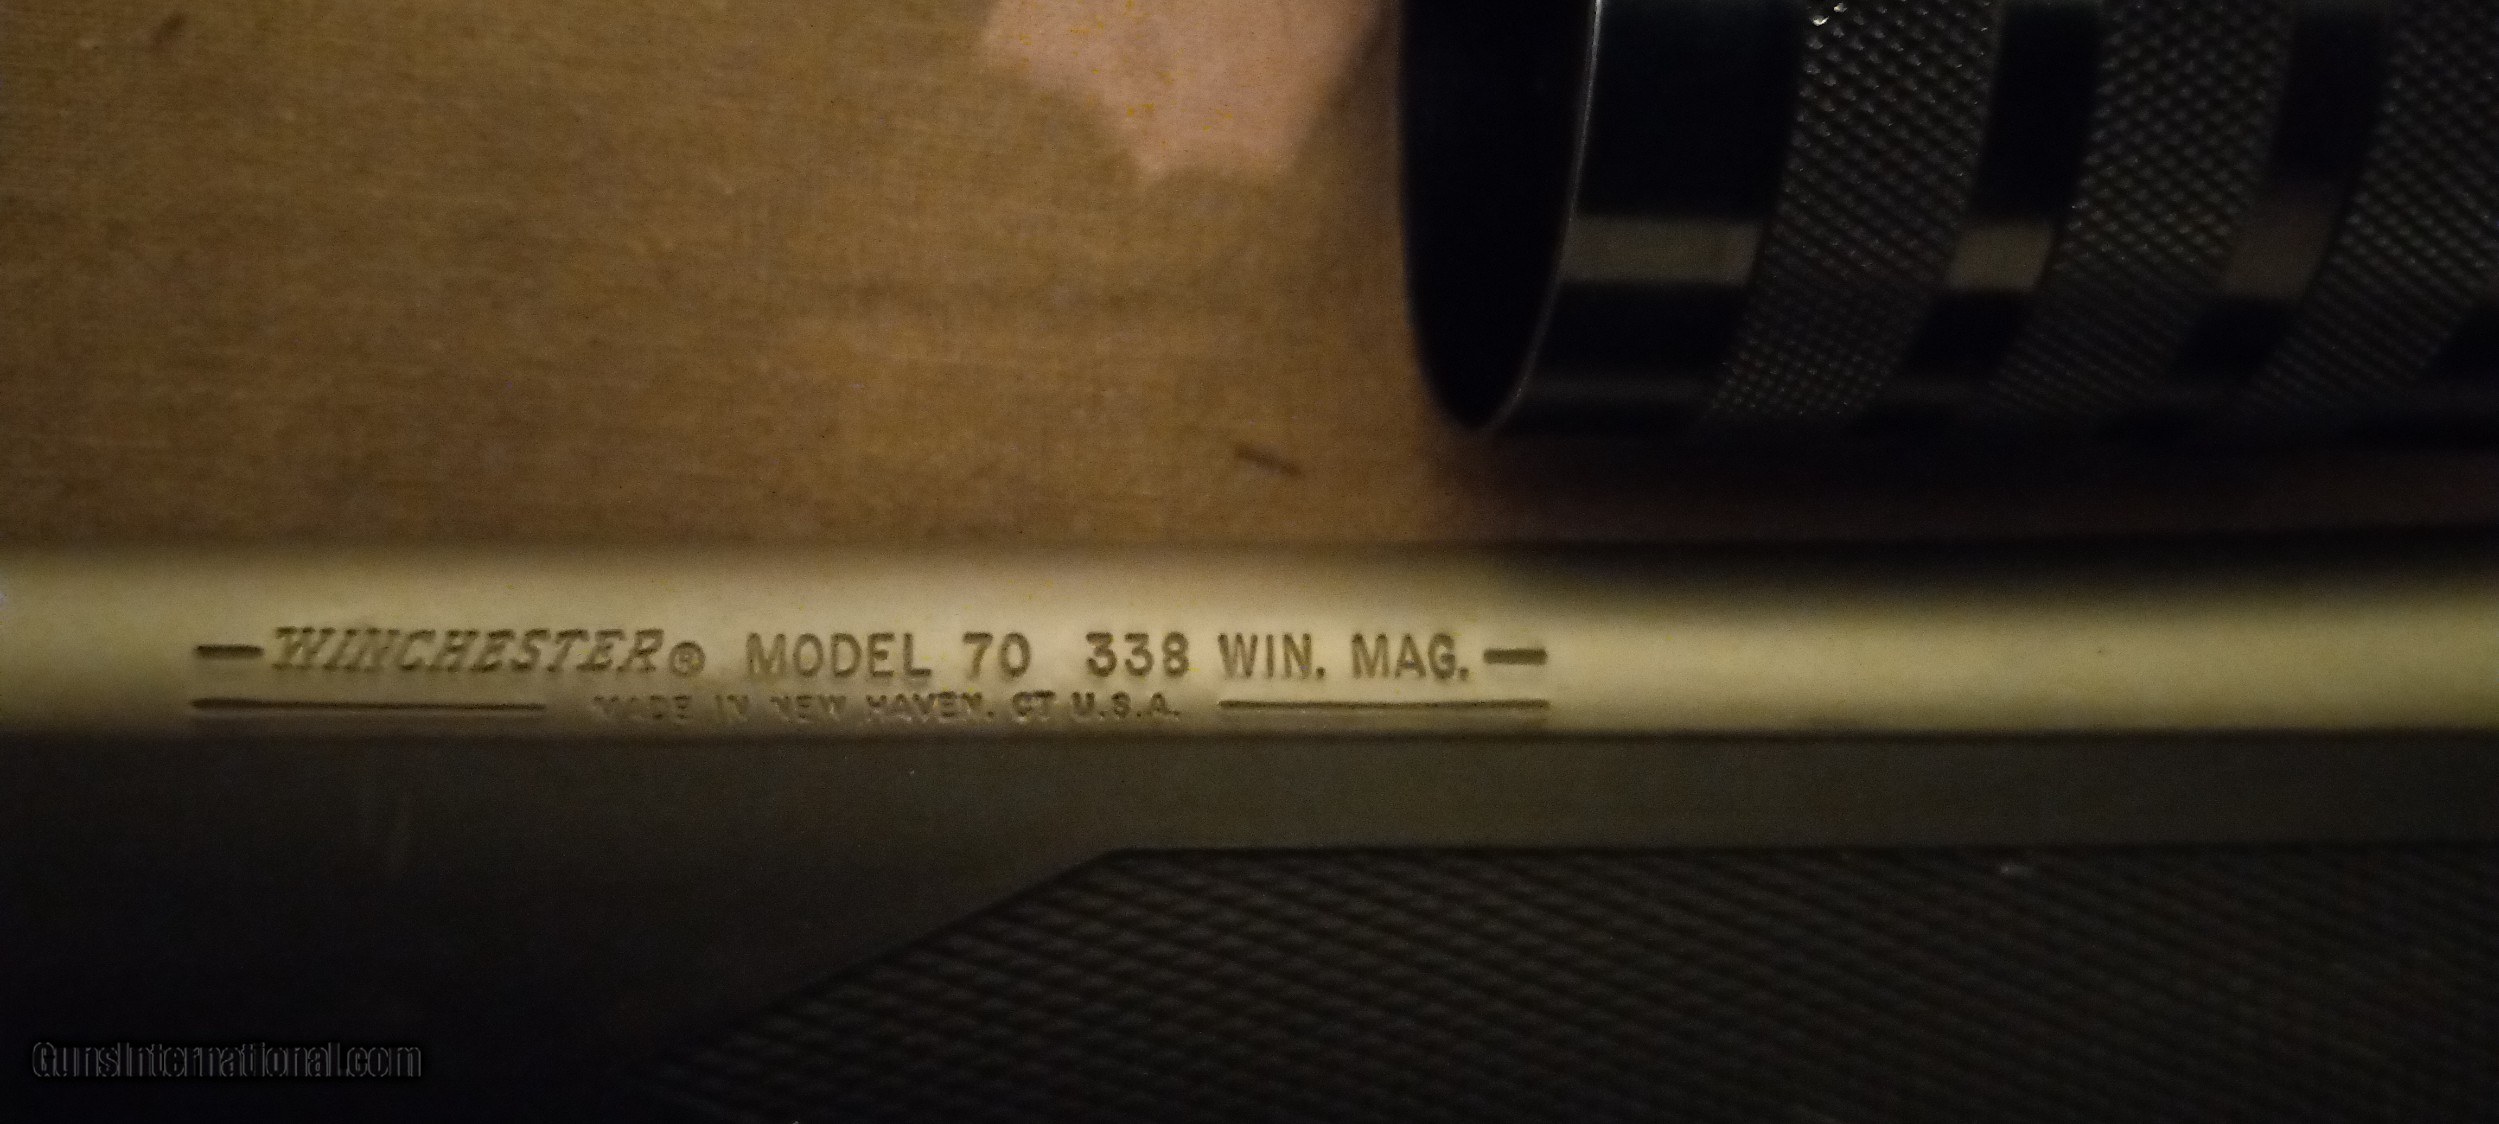 WINCHESTER® MODEL 70 338 WIN. MAG.
MADE IN NEW HAVEN, CT U.S.A.
GunsInternational.com